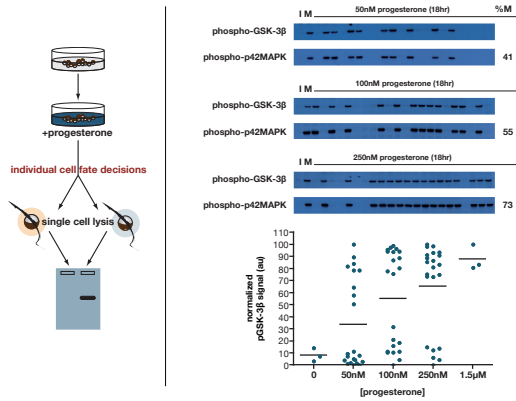 +progesterone
individual cell fate decisions
single cell lysis
50nM progesterone (18hr) %M
I M
phospho-GSK-3β
phospho-p42MAPK 41
100nM progesterone (18hr)
I M
phospho-GSK-3β
phospho-p42MAPK 55
250nM progesterone (18hr)
I M
phospho-GSK-3β
phospho-p42MAPK 73
normalized
pGSK-3β signal (au)
110
100
90
80
70
60
50
40
30
20
10
0
0 50nM 100nM 250nM 1.5µM
[progesterone]